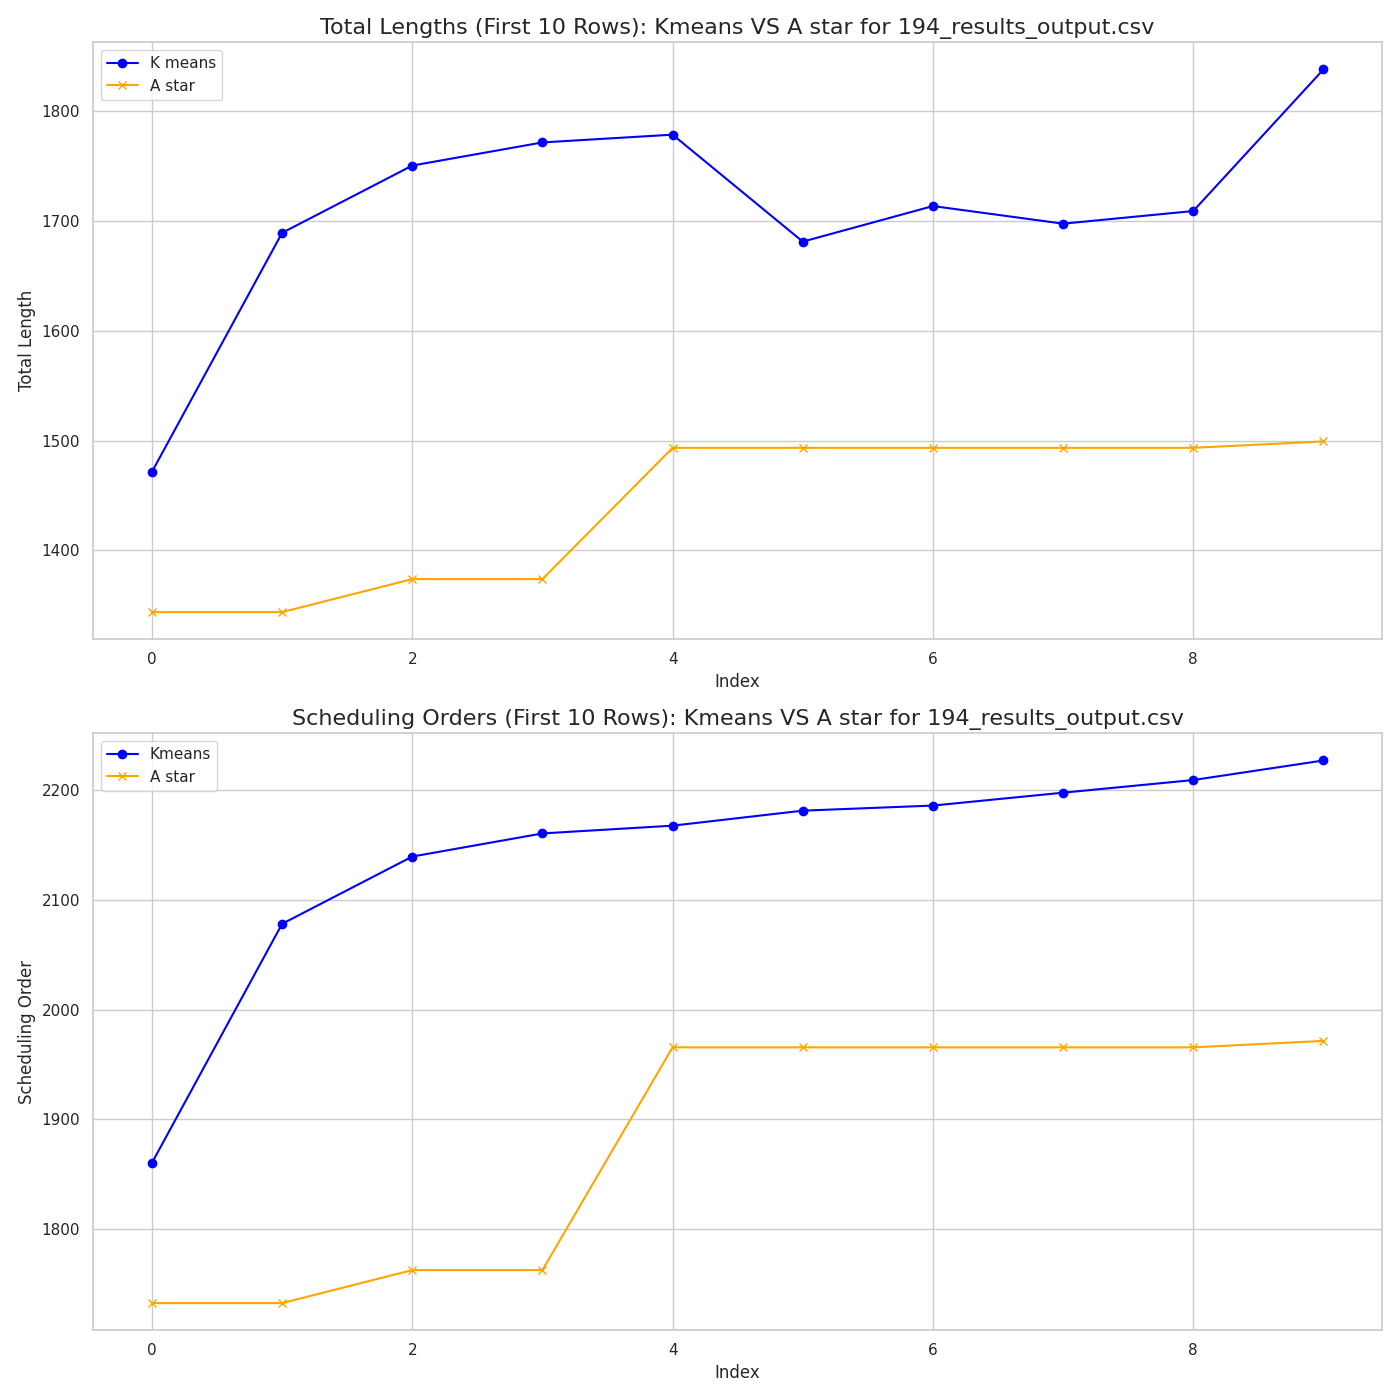 Total Lengths (First 10 Rows): Kmeans VS A star for 194_results_output.csv
K means
A star
1800
1700
1600
1500
1400
Total Length
0 2 4 6 8
Index
Scheduling Orders (First 10 Rows): Kmeans VS A star for 194_results_output.csv
Kmeans
A star
2200
2100
2000
1900
1800
Scheduling Order
0 2 4 6 8
Index